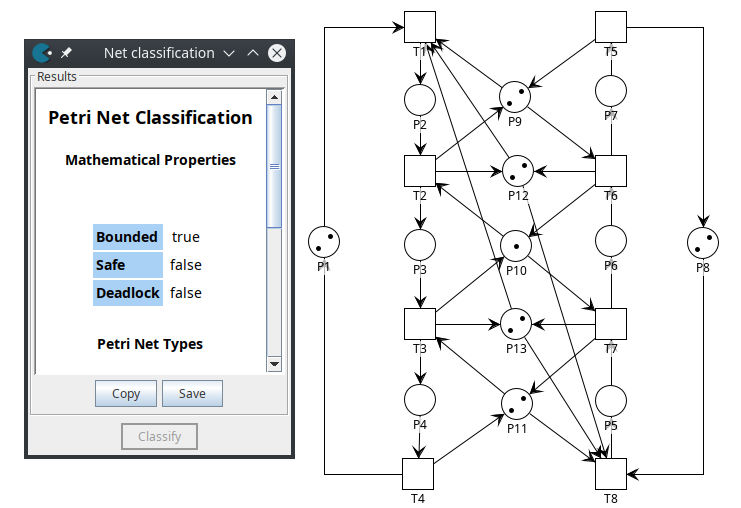 Net classification
Results
Petri Net Classification
Mathematical Properties
Bounded true
Safe false
Deadlock false
Petri Net Types
Copy Save
Classify
T1 T5
P2 P9 P7
T2 P12 T6
P1 P3 P10 P6 P8
T3 P13 T7
P4 P11 P5
T4 T8